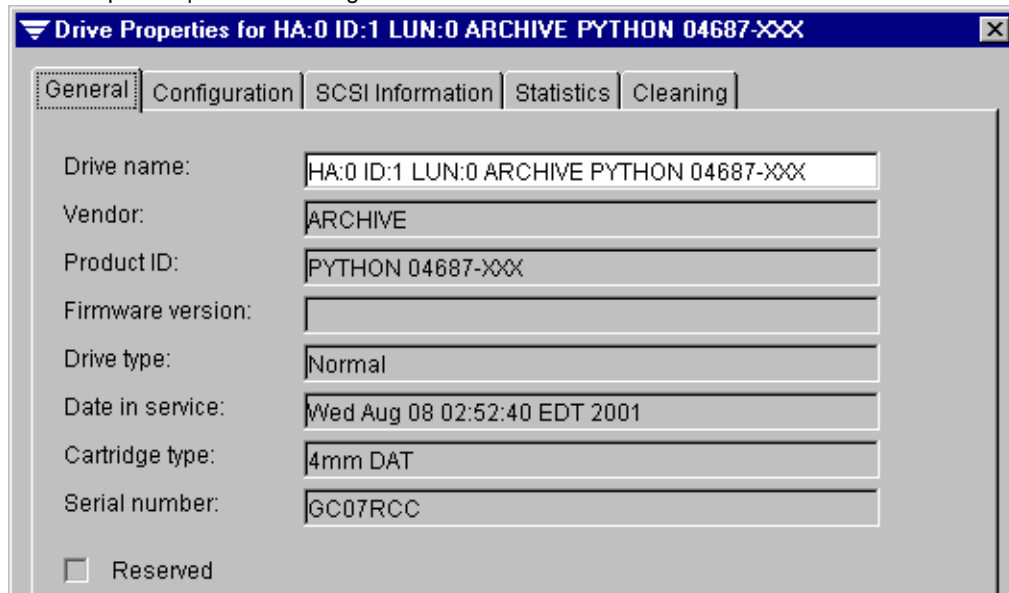 Drive Properties for HA:0 ID:1 LUN:0 ARCHIVE PYTHON 04687-XXX
General Configuration SCSI Information Statistics Cleaning
Drive name: HA:0 ID:1 LUN:0 ARCHIVE PYTHON 04687-XXX
Vendor: ARCHIVE
Product ID: PYTHON 04687-XXX
Firmware version:
Drive type: Normal
Date in service: Wed Aug 08 02:52:40 EDT 2001
Cartridge type: 4mm DAT
Serial number: GC07RCC
Reserved